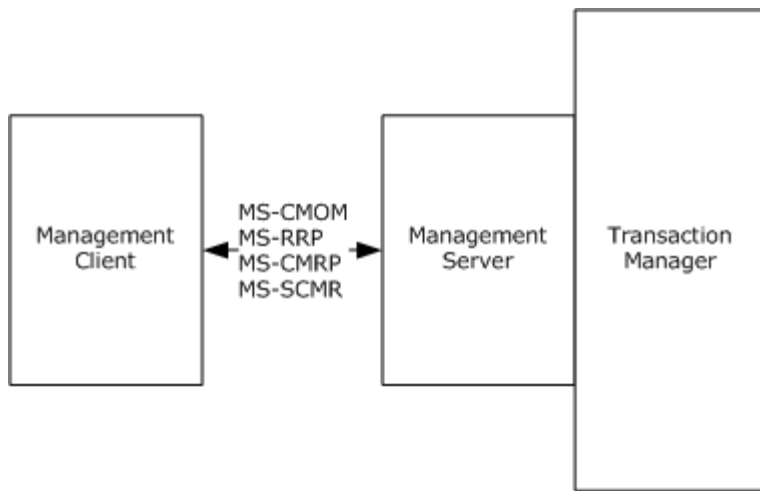 Management
Client
MS-CMOM
MS-RRP
MS-CMRP
MS-SCMR
Management
Server
Transaction
Manager